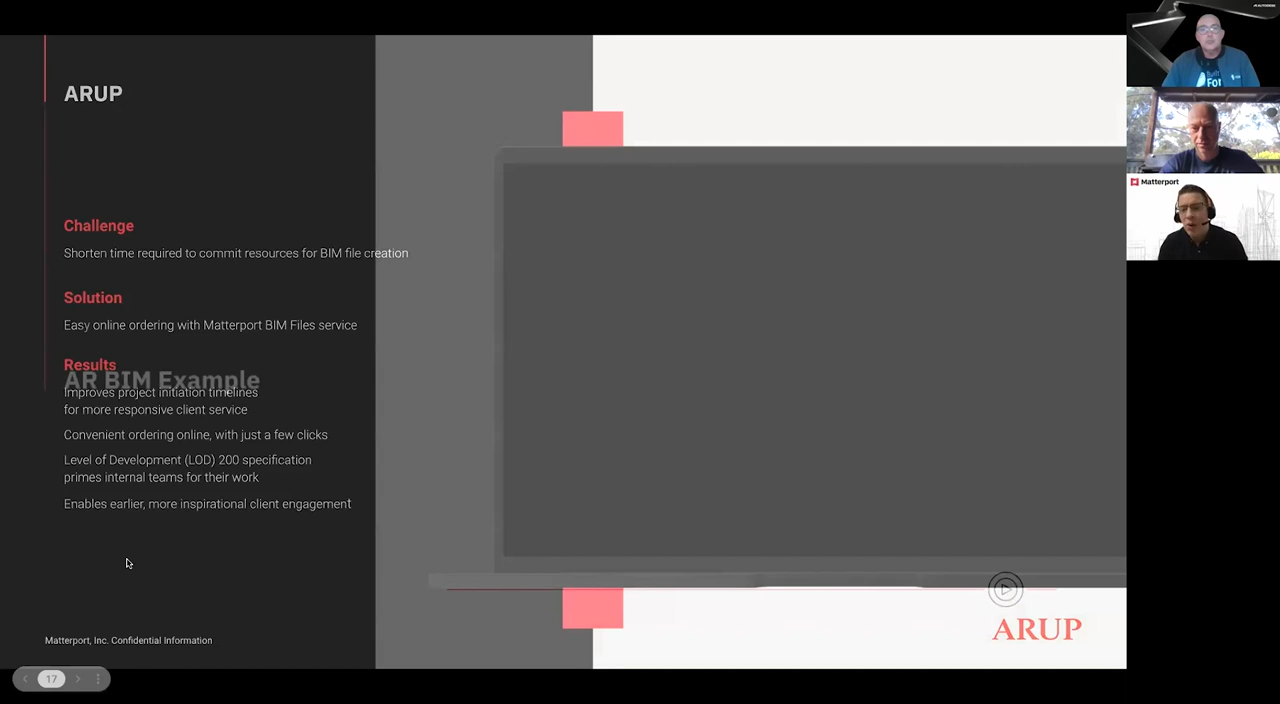 ARUP
Challenge
Shorten time required to commit resources for BIM file creation
Solution
Easy online ordering with Matterport BIM Files service
Results
AR BIM Example
Improves project initiation timelines
for more responsive client service
Convenient ordering online, with just a few clicks
Level of Development (LOD) 200 specification
primes internal teams for their work
Enables earlier, more inspirational client engagement
Matterport, Inc. Confidential Information
17
ARUP
AUTODESK
Matterport